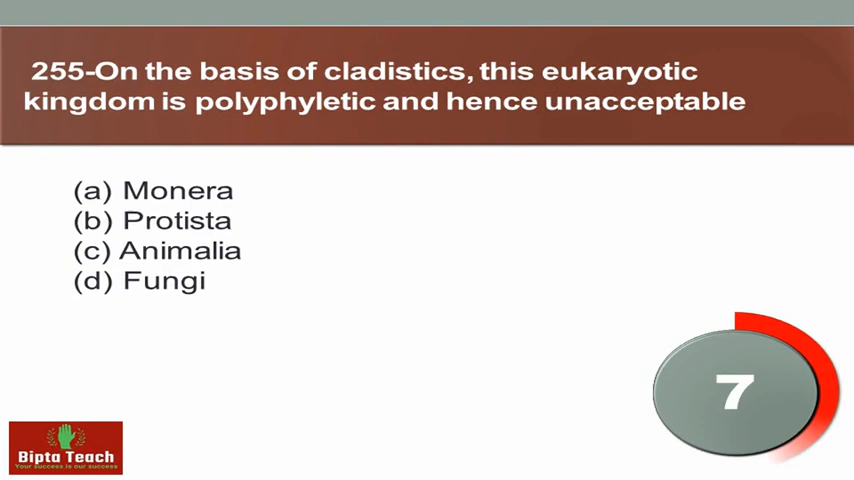 255-On the basis of cladistics, this eukaryotic
kingdom is polyphyletic and hence unacceptable
(a) Monera
(b) Protista
(c) Animalia
(d) Fungi
7
Bipta Teach
Your success is our success